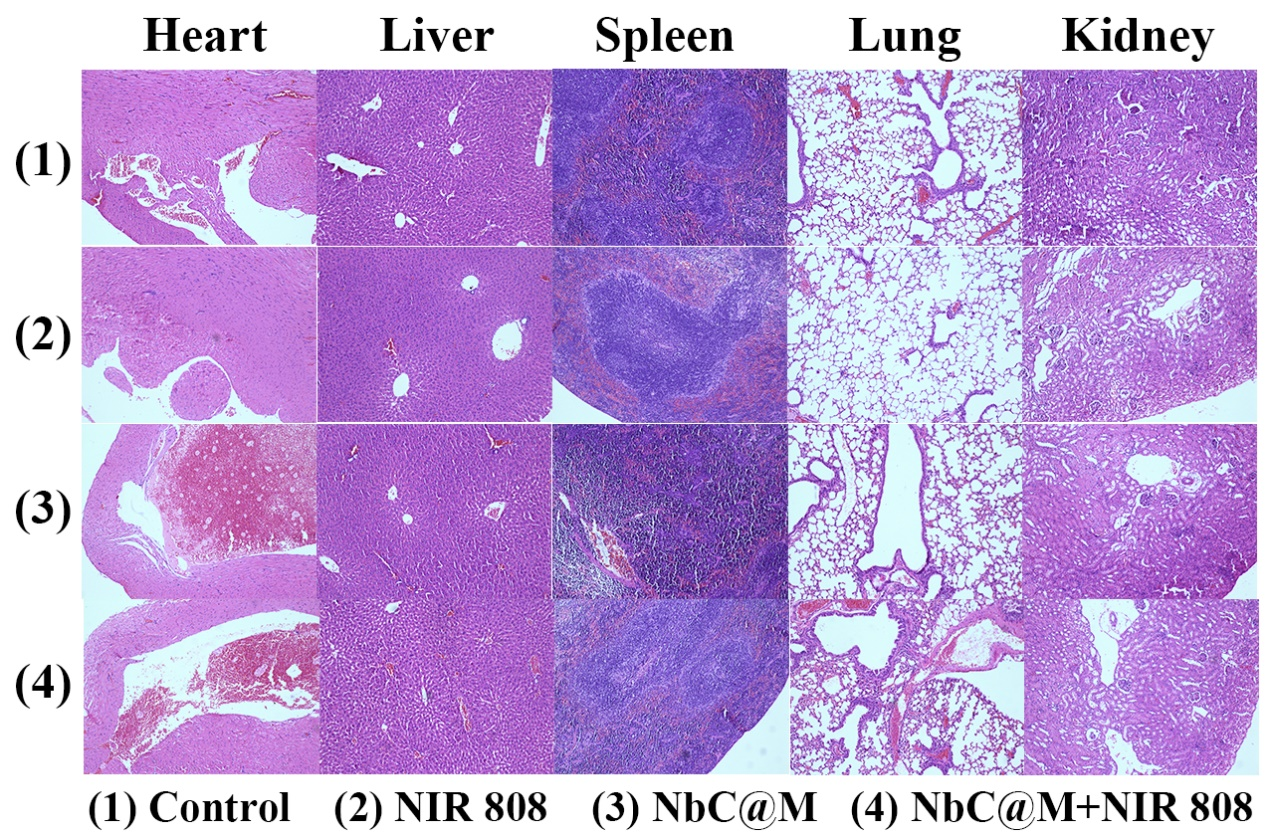 Heart Liver Spleen Lung Kidney
(1)
(2)
(3)
(4)
(1) Control (2) NIR 808 (3) NbC@M (4) NbC@M+NIR 808